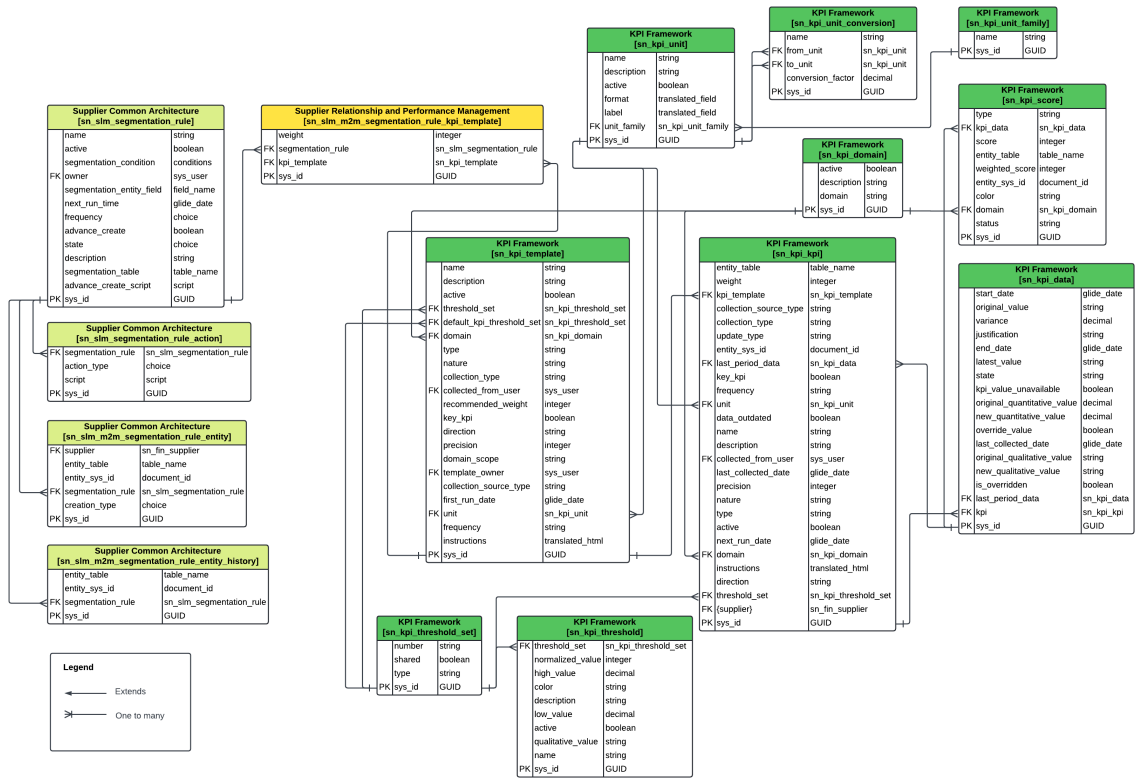 KPI Framework
[sn_kpi_unit_conversion]
name string
FK from_unit sn_kpi_unit
FK to_unit sn_kpi_unit
conversion_factor decimal
PK sys_id GUID
KPI Framework
[sn_kpi_unit_family]
name string
PK sys_id GUID
KPI Framework
[sn_kpi_unit]
name string
description string
active boolean
format translated_field
label translated_field
FK unit_family sn_kpi_unit_family
PK sys_id GUID
KPI Framework
[sn_kpi_score]
type string
FK kpi_data sn_kpi_data
score integer
entity_table table_name
weighted_score integer
entity_sys_id document_id
color string
FK domain sn_kpi_domain
status string
PK sys_id GUID
Supplier Common Architecture
[sn_slm_segmentation_rule]
name string
active boolean
segmentation_condition conditions
FK owner sys_user
segmentation_entity_field field_name
next_run_time glide_date
frequency choice
advance_create boolean
state choice
description string
segmentation_table table_name
advance_create_script script
PK sys_id GUID
Supplier Relationship and Performance Management
[sn_slm_m2m_segmentation_rule_kpi_template]
weight integer
FK segmentation_rule sn_slm_segmentation_rule
FK kpi_template sn_kpi_template
PK sys_id GUID
KPI Framework
[sn_kpi_domain]
active boolean
description string
domain string
PK sys_id GUID
KPI Framework
[sn_kpi_template]
name string
description string
active boolean
FK threshold_set sn_kpi_threshold_set
FK default_kpi_threshold_set sn_kpi_threshold_set
FK domain sn_kpi_domain
type string
nature string
collection_type string
FK collected_from_user sys_user
recommended_weight integer
key_kpi boolean
direction string
precision integer
domain_scope string
FK template_owner sys_user
collection_source_type string
first_run_date glide_date
FK unit sn_kpi_unit
frequency string
instructions translated_html
PK sys_id GUID
KPI Framework
[sn_kpi_kpi]
entity_table table_name
weight integer
FK kpi_template sn_kpi_template
collection_source_type string
collection_type string
update_type string
entity_sys_id document_id
FK last_period_data sn_kpi_data
key_kpi boolean
frequency string
FK unit sn_kpi_unit
data_outdated boolean
name string
description string
FK collected_from_user sys_user
last_collected_date glide_date
precision integer
nature string
type string
active boolean
next_run_date glide_date
FK domain sn_kpi_domain
instructions translated_html
direction string
FK threshold_set sn_kpi_threshold_set
FK {supplier} sn_fin_supplier
PK sys_id GUID
KPI Framework
[sn_kpi_data]
start_date glide_date
original_value string
variance decimal
justification string
end_date glide_date
latest_value string
state string
kpi_value_unavailable boolean
original_quantitative_value decimal
new_quantitative_value decimal
override_value boolean
last_collected_date glide_date
original_qualitative_value string
new_qualitative_value string
is_overridden boolean
FK last_period_data sn_kpi_data
FK kpi sn_kpi_kpi
PK sys_id GUID
Supplier Common Architecture
[sn_slm_segmentation_rule_action]
FK segmentation_rule sn_slm_segmentation_rule
action_type choice
script script
PK sys_id GUID
Supplier Common Architecture
[sn_slm_m2m_segmentation_rule_entity]
FK supplier sn_fin_supplier
entity_table table_name
entity_sys_id document_id
FK segmentation_rule sn_slm_segmentation_rule
creation_type choice
PK sys_id GUID
Supplier Common Architecture
[sn_slm_m2m_segmentation_rule_entity_history]
entity_table table_name
entity_sys_id document_id
FK segmentation_rule sn_slm_segmentation_rule
PK sys_id GUID
KPI Framework
[sn_kpi_threshold_set]
number string
shared boolean
type string
PK sys_id GUID
KPI Framework
[sn_kpi_threshold]
FK threshold_set sn_kpi_threshold_set
normalized_value integer
high_value decimal
color string
description string
low_value decimal
active boolean
qualitative_value string
name string
PK sys_id GUID
Legend
Extends
One to many